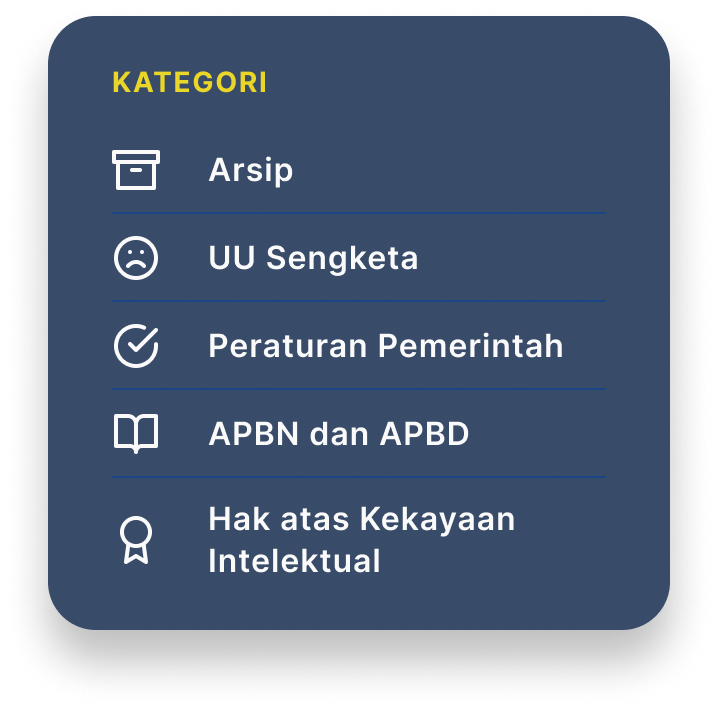 KATEGORI
Arsip
UU Sengketa
Peraturan Pemerintah
APBN dan APBD
Hak atas Kekayaan
Intelektual